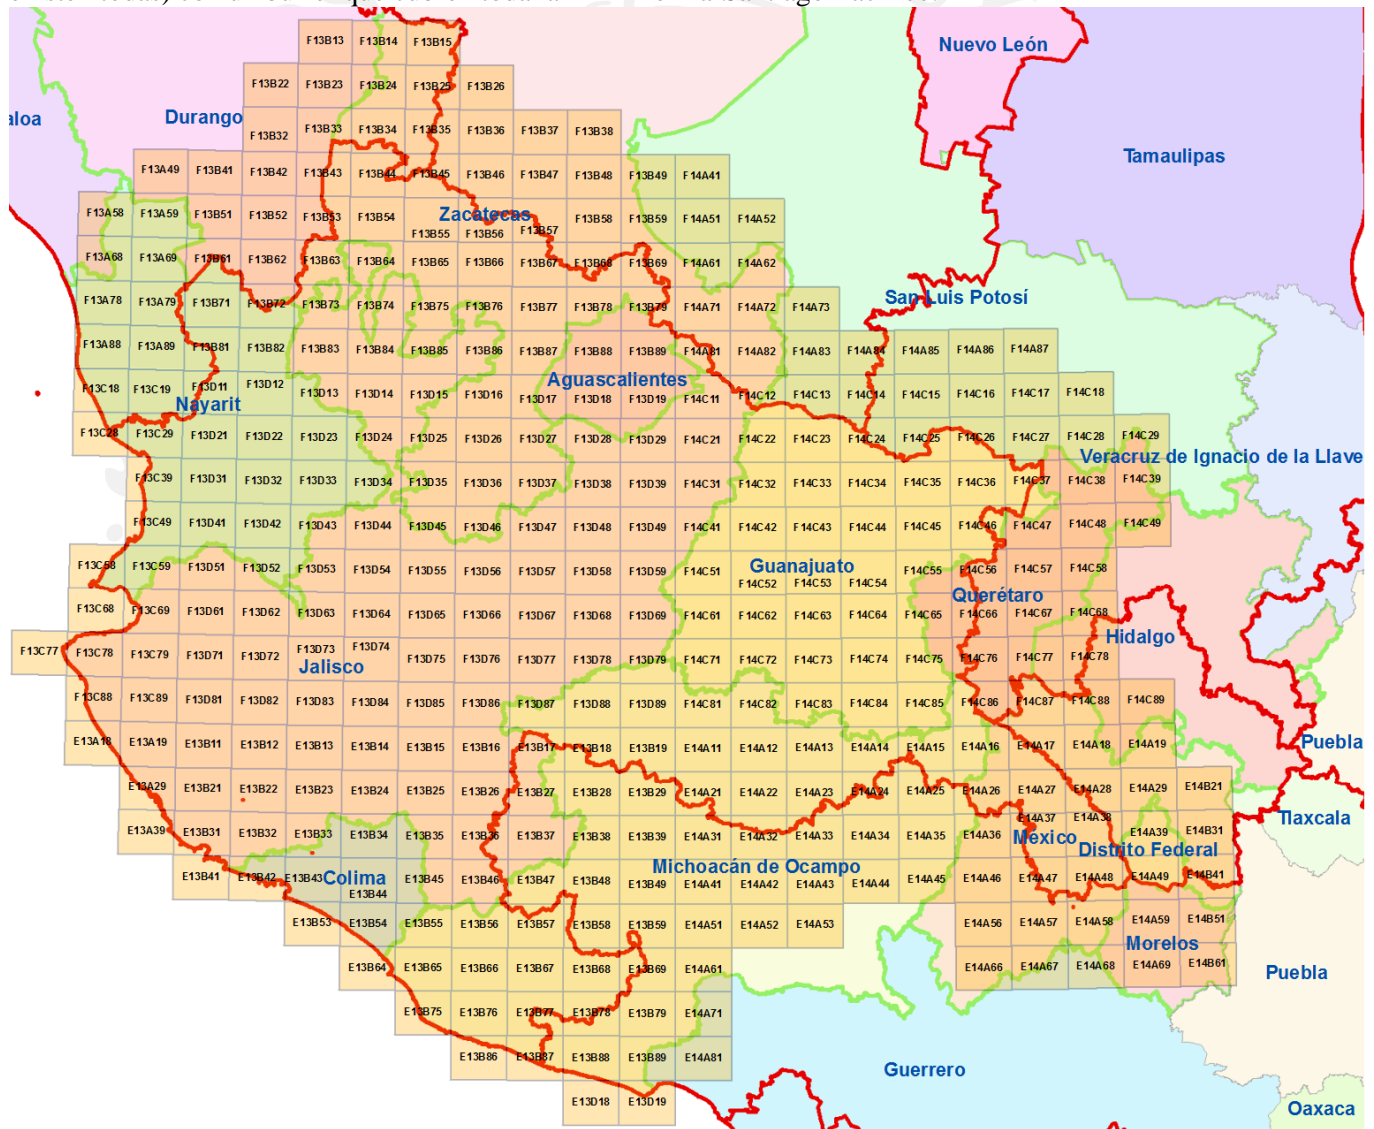 F13B13 F13B14 F13B15
Nuevo León
F13B22 F13B23 F13B24 F13B25 F13B26
aloa
Durango
F13B32 F13B33 F13B34 F13B35 F13B36 F13B37 F13B38
Tamaulipas
F13A49 F13B41 F13B42 F13B43 F13B44 F13B45 F13B46 F13B47 F13B48 F13B49 F14A41
F13A58 F13A59 F13B51 F13B52 F13B53 F13B54 F13B55 F13B56 F13B57 F13B58 F13B59 F14A51 F14A52
Zacatecas
F13A68 F13A69 F13B61 F13B62 F13B63 F13B64 F13B65 F13B66 F13B67 F13B68 F13B69 F14A61 F14A62
San Luis Potosí
F13A78 F13A79 F13B71 F13B72 F13B73 F13B74 F13B75 F13B76 F13B77 F13B78 F13B79 F14A71 F14A72 F14A73
F13A88 F13A89 F13B81 F13B82 F13B83 F13B84 F13B85 F13B86 F13B87 F13B88 F13B89 F14A81 F14A82 F14A83 F14A84 F14A85 F14A86 F14A87
Aguascallentes
F13C18 F13C19 F13D11 F13D12 F13D13 F13D14 F13D15 F13D16 F13D17 F13D18 F13D19 F14C11 F14C12 F14C13 F14C14 F14C15 F14C16 F14C17 F14C18
Nayarit
F13C28 F13C29 F13D21 F13D22 F13D23 F13D24 F13D25 F13D26 F13D27 F13D28 F13D29 F14C21 F14C22 F14C23 F14C24 F14C25 F14C26 F14C27 F14C28 F14C29
Veracruz de Ignacio de la Llave
F13C39 F13D31 F13D32 F13D33 F13D34 F13D35 F13D36 F13D37 F13D38 F13D39 F14C31 F14C32 F14C33 F14C34 F14C35 F14C36 F14C37 F14C38 F14C39
F13C49 F13D41 F13D42 F13D43 F13D44 F13D45 F13D46 F13D47 F13D48 F13D49 F14C41 F14C42 F14C43 F14C44 F14C45 F14C46 F14C47 F14C48 F14C49
Guanajuato
F13C58 F13C59 F13D51 F13D52 F13D53 F13D54 F13D55 F13D56 F13D57 F13D58 F13D59 F14C51 F14C52 F14C53 F14C54 F14C55 F14C56 F14C57 F14C58
Querétaro
F13C68 F13C69 F13D61 F13D62 F13D63 F13D64 F13D65 F13D66 F13D67 F13D68 F13D69 F14C61 F14C62 F14C63 F14C64 F14C65 F14C66 F14C67 F14C68
Hidalgo
F13C77 F13C78 F13C79 F13D71 F13D72 F13D73 F13D74 F13D75 F13D76 F13D77 F13D78 F13D79 F14C71 F14C72 F14C73 F14C74 F14C75 F14C76 F14C77 F14C78
Jalisco
F13C88 F13C89 F13D81 F13D82 F13D83 F13D84 F13D85 F13D86 F13D87 F13D88 F13D89 F14C81 F14C82 F14C83 F14C84 F14C85 F14C86 F14C87 F14C88 F14C89
E13A18 E13A19 E13B11 E13B12 E13B13 E13B14 E13B15 E13B16 E13B17 E13B18 E13B19 E14A11 E14A12 E14A13 E14A14 E14A15 E14A16 E14A17 E14A18 E14A19
Puebla
E13A29 E13B21 E13B22 E13B23 E13B24 E13B25 E13B26 E13B27 E13B28 E13B29 E14A21 E14A22 E14A23 E14A24 E14A25 E14A26 E14A27 E14A28 E14A29 E14B21
Tlaxcala
E13A39 E13B31 E13B32 E13B33 E13B34 E13B35 E13B36 E13B37 E13B38 E13B39 E14A31 E14A32 E14A33 E14A34 E14A35 E14A36 E14A37 E14A38 E14A39 E14B31
Mexico
Distrito Federal
Michoacán de Ocampo
E13B41 E13B42 E13B43 E13B44 E13B45 E13B46 E13B47 E13B48 E13B49 E14A41 E14A42 E14A43 E14A44 E14A45 E14A46 E14A47 E14A48 E14A49 E14B41
Colima
E13B53 E13B54 E13B55 E13B56 E13B57 E13B58 E13B59 E14A51 E14A52 E14A53 E14A56 E14A57 E14A58 E14A59 E14B51
Morelos
E13B64 E13B65 E13B66 E13B67 E13B68 E13B69 E14A61 E14A66 E14A67 E14A68 E14A69 E14B61
Puebla
E13B75 E13B76 E13B77 E13B78 E13B79 E14A71
E13B86 E13B87 E13B88 E13B89 E14A81
Guerrero
E13D18 E13D19
Oaxaca